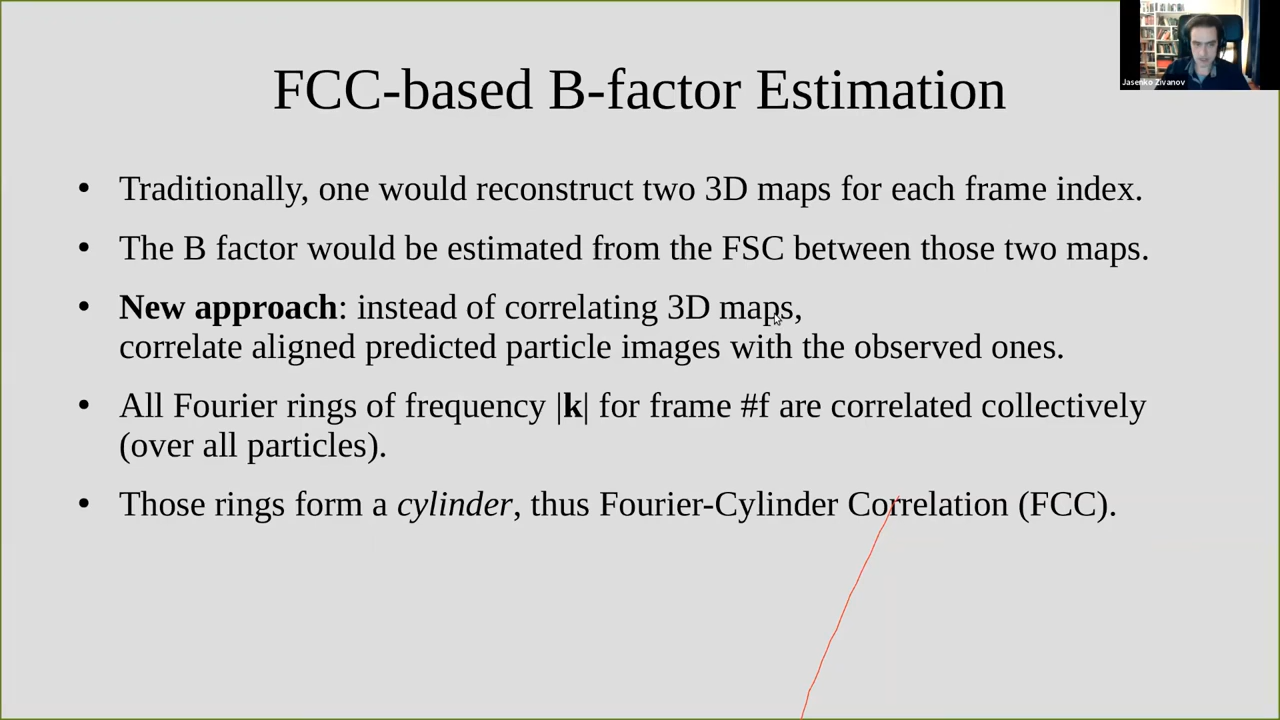 Jasenko Zivanov
FCC-based B-factor Estimation
• Traditionally, one would reconstruct two 3D maps for each frame index.
• The B factor would be estimated from the FSC between those two maps.
• New approach: instead of correlating 3D maps,
correlate aligned predicted particle images with the observed ones.
• All Fourier rings of frequency |k| for frame #f are correlated collectively
(over all particles).
• Those rings form a cylinder, thus Fourier-Cylinder Correlation (FCC).